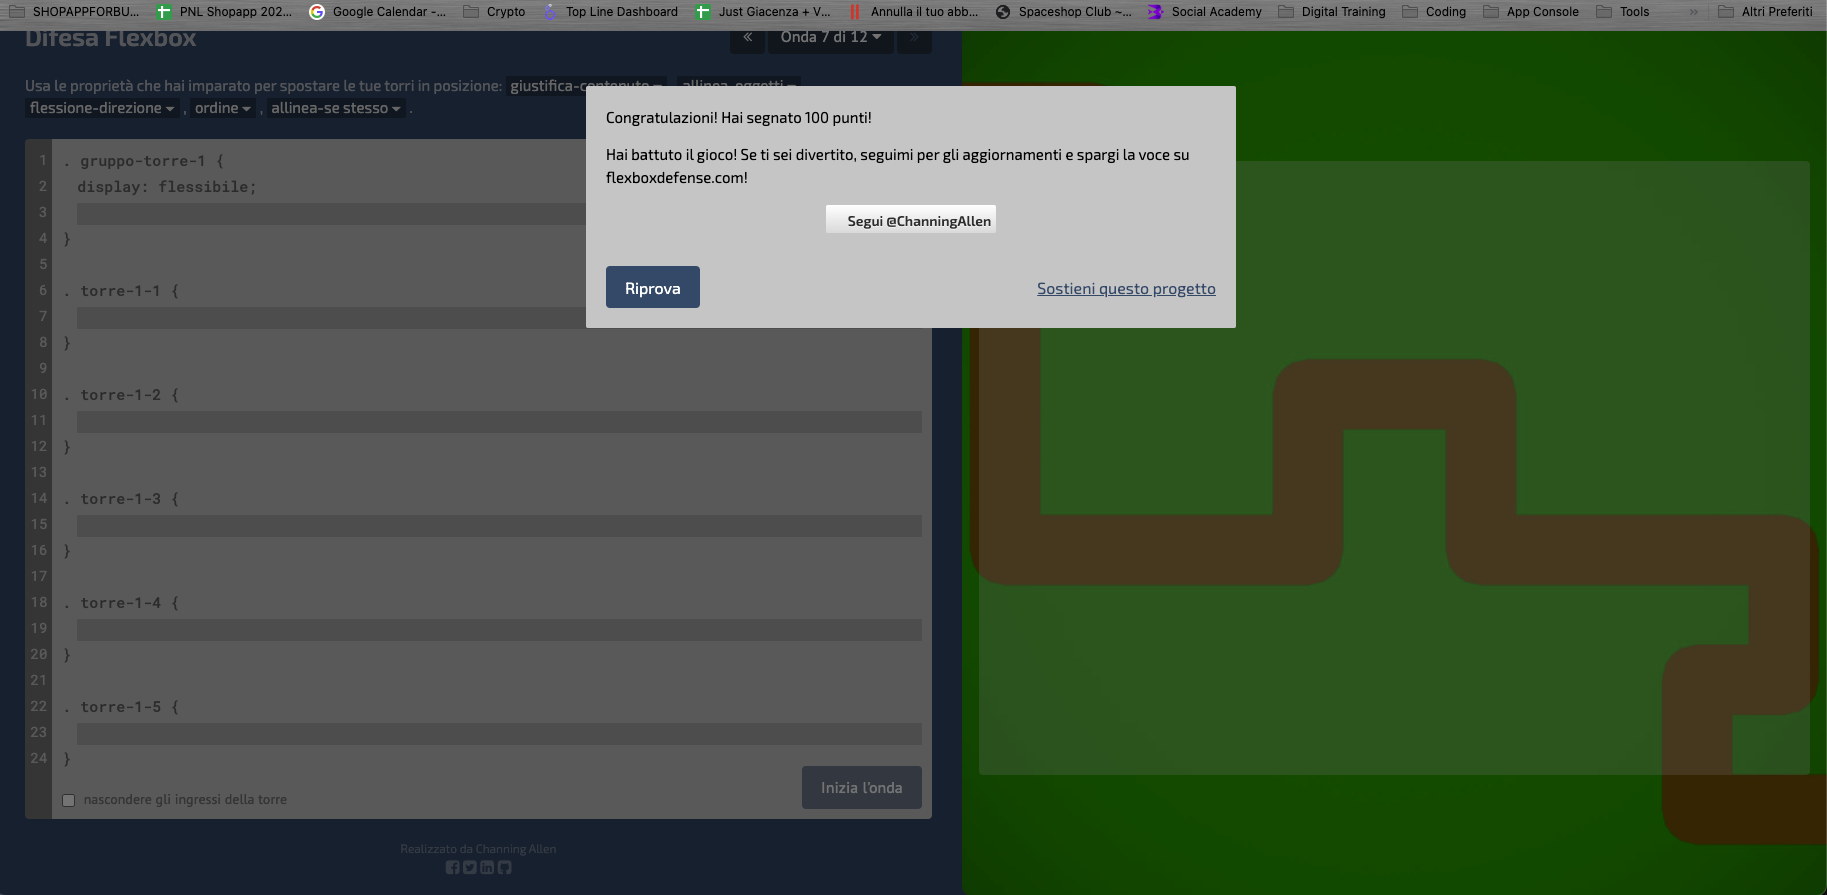 SHOPAPPFORBU...
PNL Shopapp 202...
Google Calendar -...
Crypto
Top Line Dashboard
Just Giacenza + V...
Annulla il tuo abb...
Spaceshop Club ~...
Social Academy
Digital Training
Coding
App Console
Tools
»
Altri Preferiti
Difesa Flexbox
«
Onda 7 di 12
»
Usa le proprietà che hai imparato per spostare le tue torri in posizione: giustifica-contenuto , allinea-oggetti
flessione-direzione , ordine , allinea-se stesso .
Congratulazioni! Hai segnato 100 punti!
Hai battuto il gioco! Se ti sei divertito, seguimi per gli aggiornamenti e spargi la voce su
flexboxdefense.com!
Segui @ChanningAllen
Riprova
Sostieni questo progetto
1 . gruppo-torre-1 {
2 display: flessibile;
3
4 }
5
6 . torre-1-1 {
7
8 }
9
10 . torre-1-2 {
11
12 }
13
14 . torre-1-3 {
15
16 }
17
18 . torre-1-4 {
19
20 }
21
22 . torre-1-5 {
23
24 }
nascondere gli ingressi della torre
Inizia l'onda
Realizzato da Channing Allen